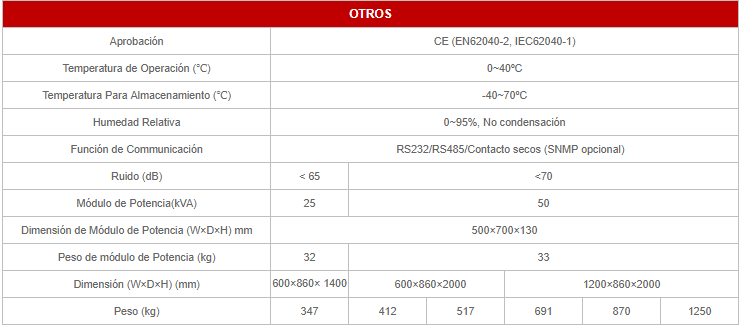 OTROS
Aprobación CE (EN62040-2, IEC62040-1)
Temperatura de Operación (℃) 0~40ºC
Temperatura Para Almacenamiento (℃) -40~70ºC
Humedad Relativa 0~95%, No condensación
Función de Communicación RS232/RS485/Contacto secos (SNMP opcional)
Ruido (dB) < 65 <70
Módulo de Potencia(kVA) 25 50
Dimensión de Módulo de Potencia (W×D×H) mm 500×700×130
Peso de módulo de Potencia (kg) 32 33
Dimensión (W×D×H) (mm) 600×860× 1400 600×860×2000 1200×860×2000
Peso (kg) 347 412 517 691 870 1250